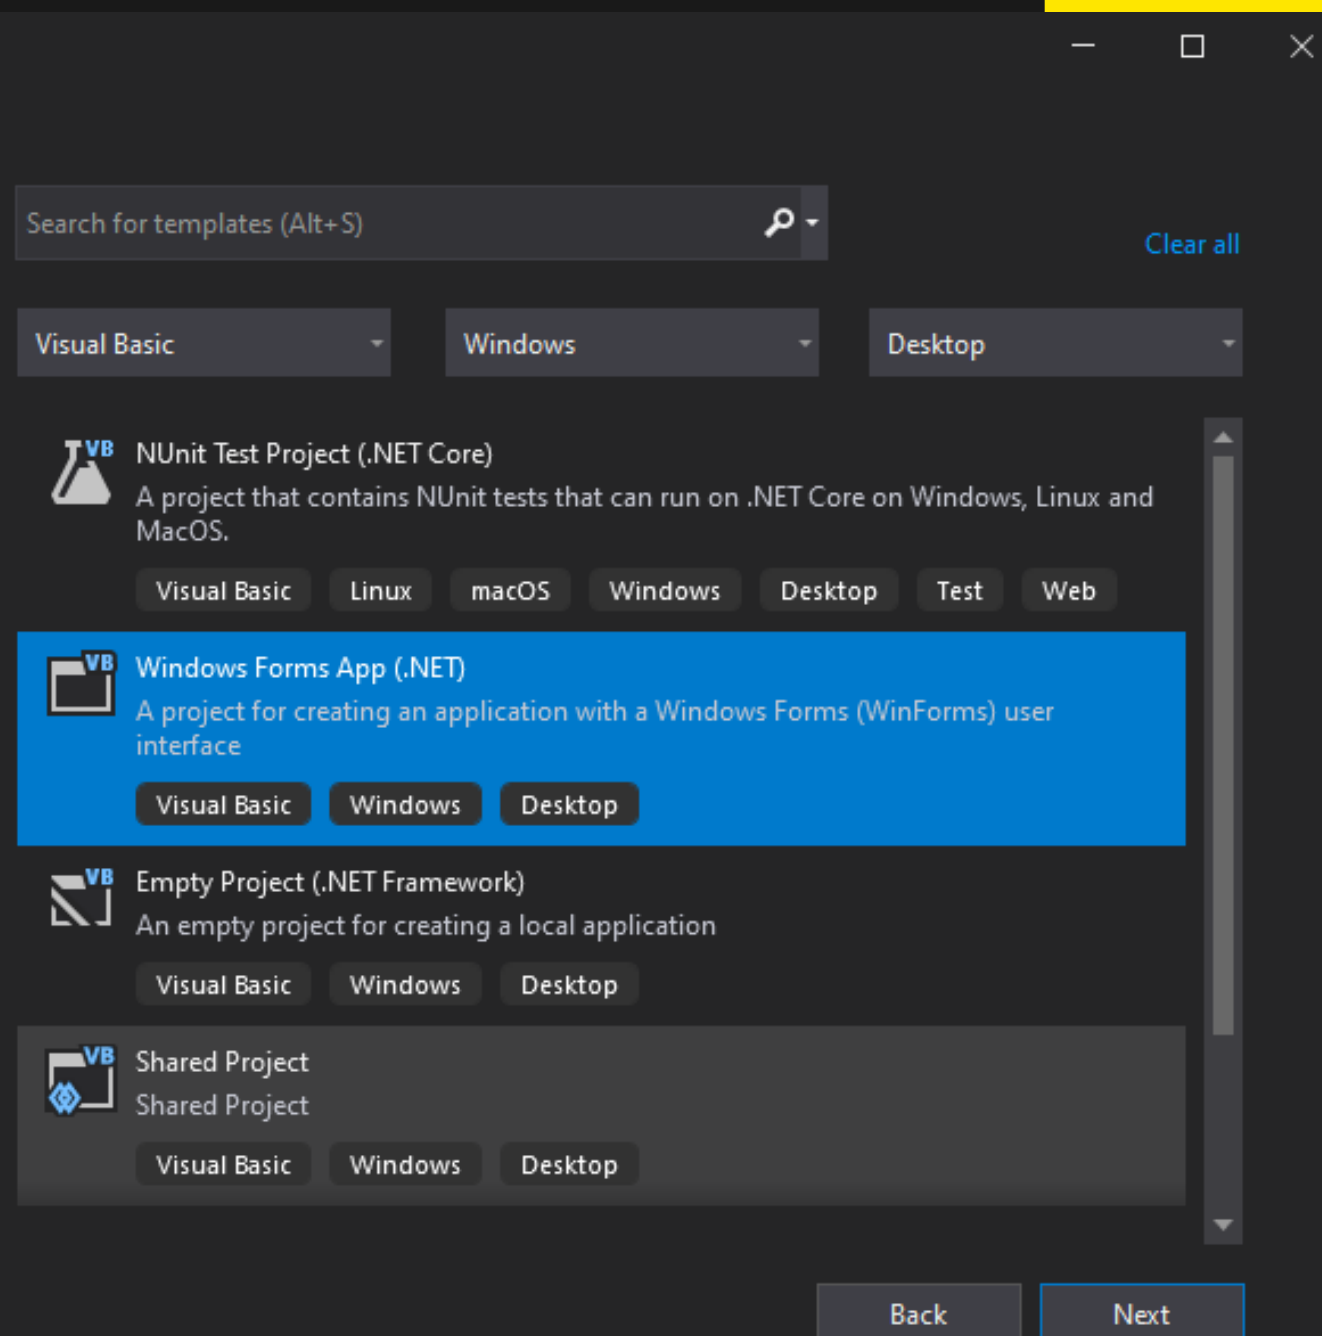 Search for templates (Alt+S)
Clear all
Visual Basic
Windows
Desktop
VB
NUnit Test Project (.NET Core)
A project that contains NUnit tests that can run on .NET Core on Windows, Linux and
MacOS.
Visual Basic Linux macOS Windows Desktop Test Web
VB
Windows Forms App (.NET)
A project for creating an application with a Windows Forms (WinForms) user
interface
Visual Basic Windows Desktop
VB
Empty Project (.NET Framework)
An empty project for creating a local application
Visual Basic Windows Desktop
VB
Shared Project
Shared Project
Visual Basic Windows Desktop
Back
Next